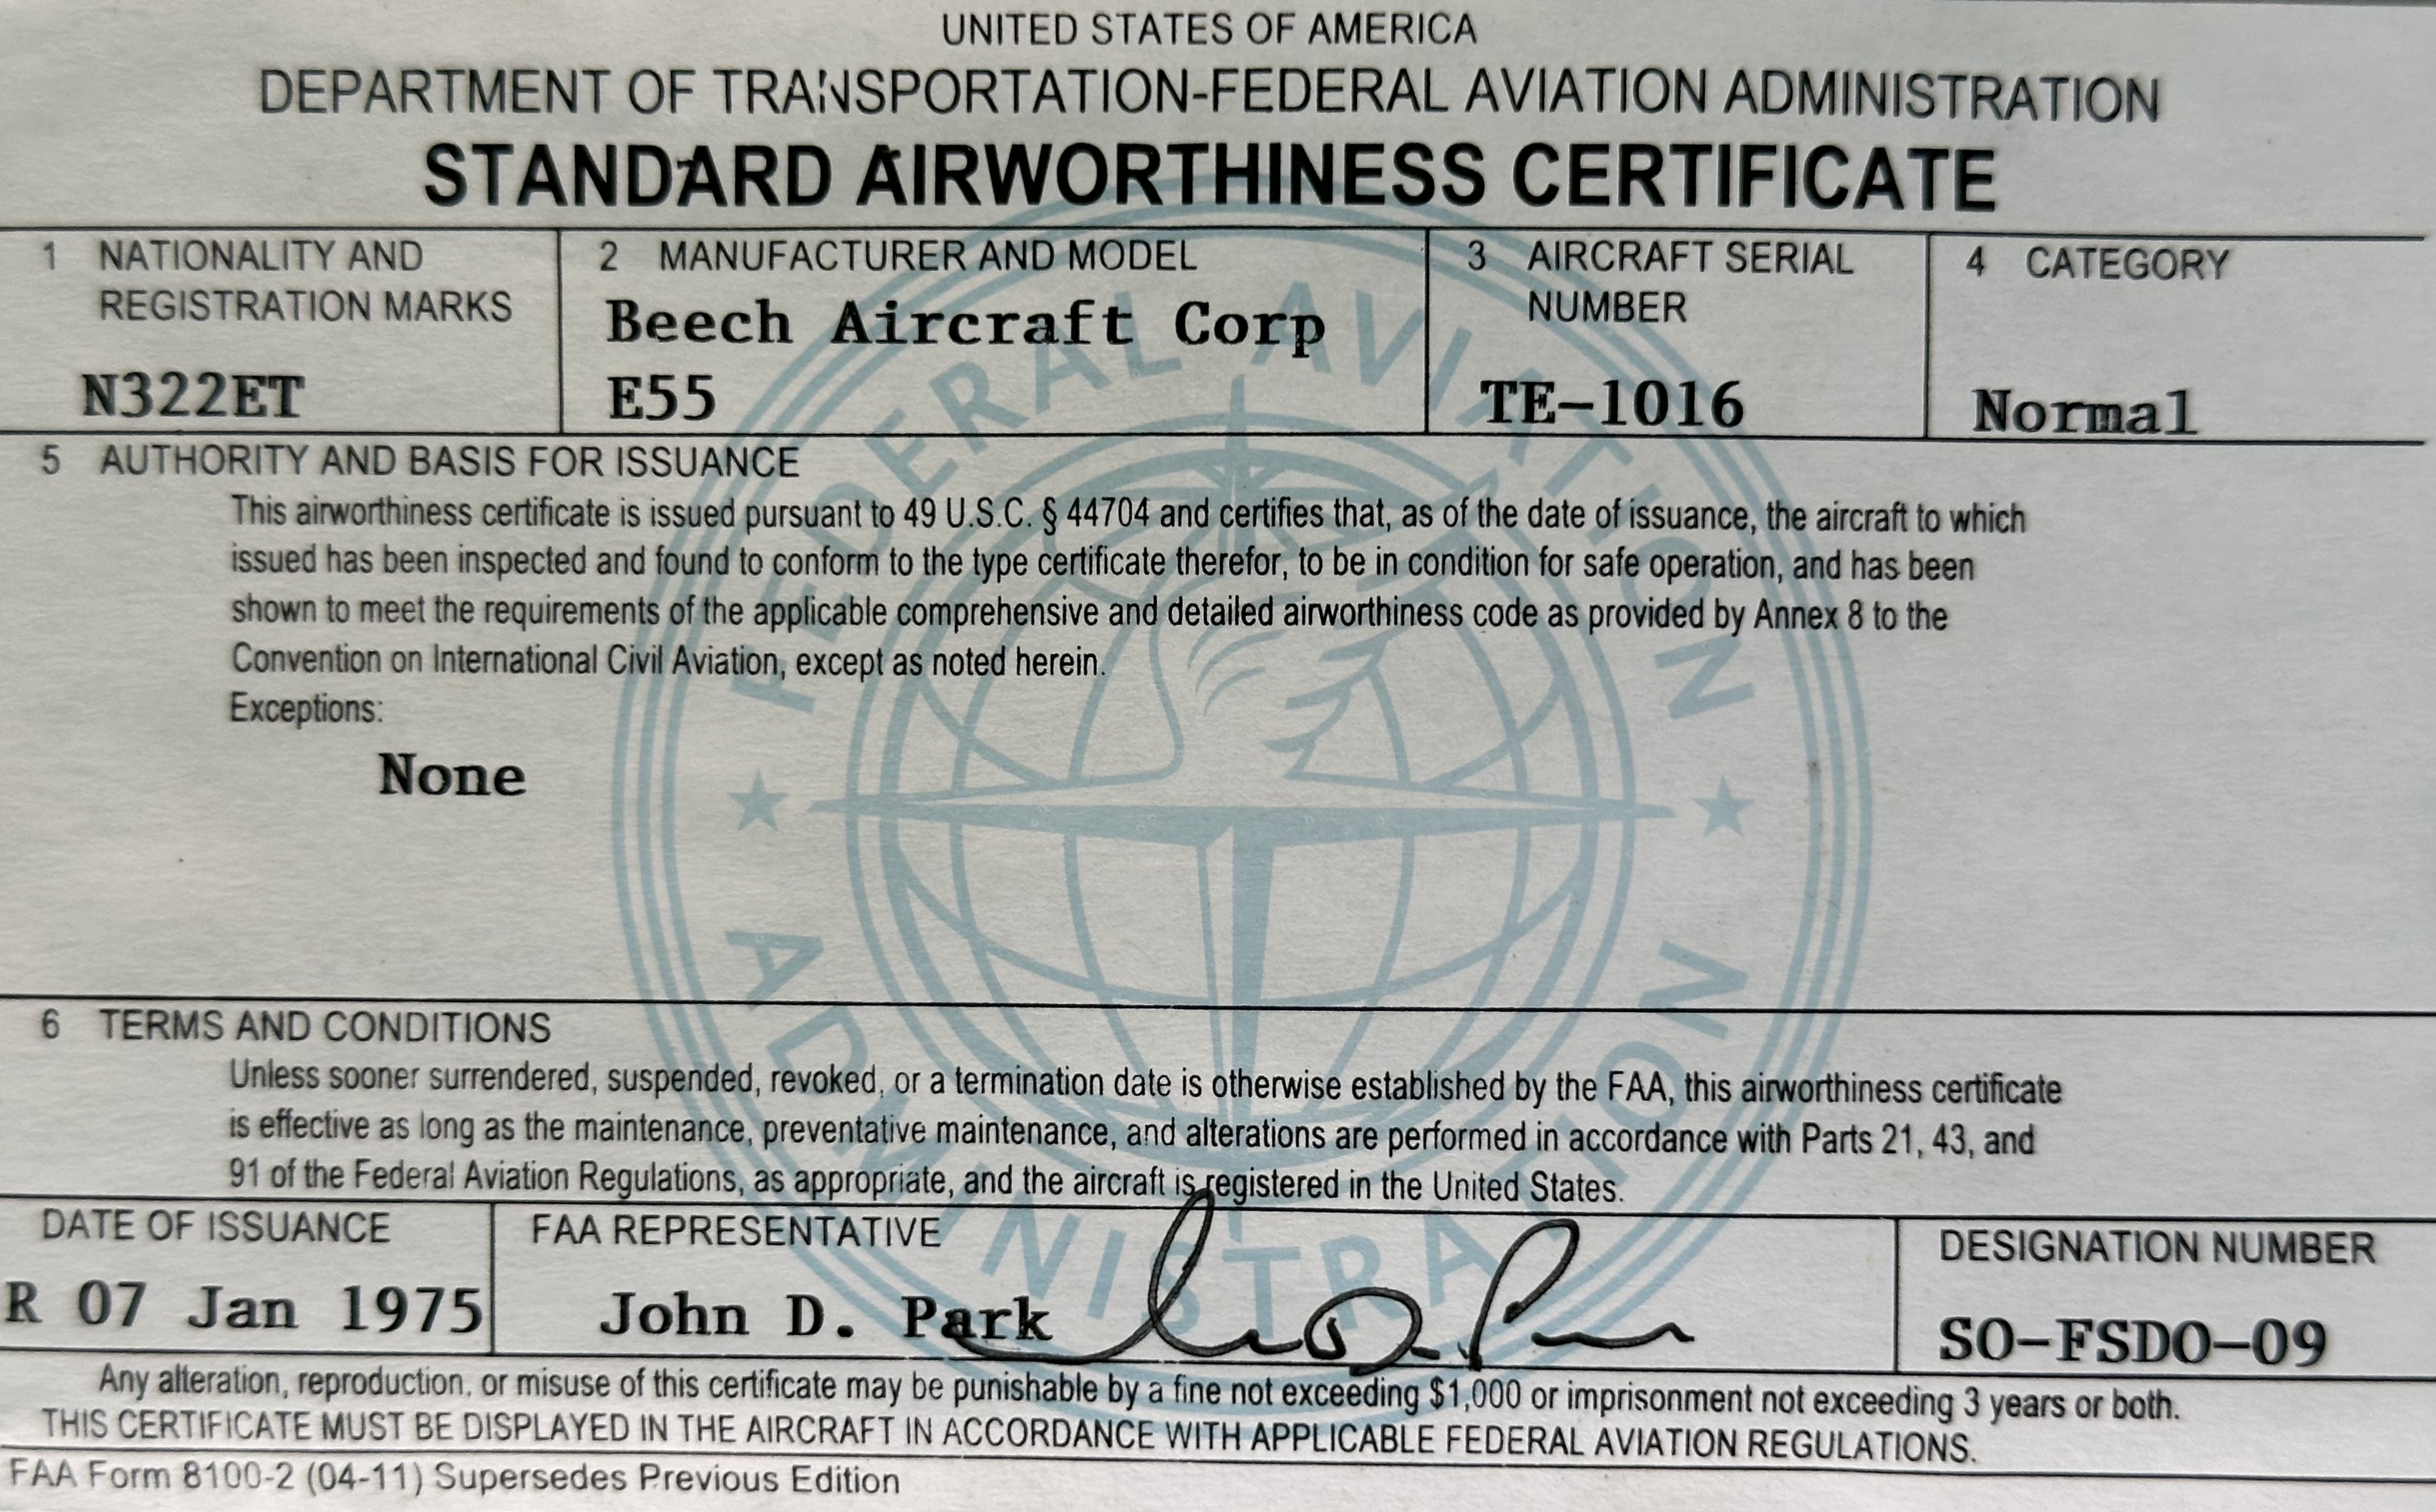 UNITED STATES OF AMERICA
DEPARTMENT OF TRANSPORTATION-FEDERAL AVIATION ADMINISTRATION
STANDARD AIRWORTHINESS CERTIFICATE
1 NATIONALITY AND
REGISTRATION MARKS
N322ET
2 MANUFACTURER AND MODEL
Beech Aircraft Corp
E55
3 AIRCRAFT SERIAL
NUMBER
TE-1016
4 CATEGORY
Normal
5 AUTHORITY AND BASIS FOR ISSUANCE
This airworthiness certificate is issued pursuant to 49 U.S.C. § 44704 and certifies that, as of the date of issuance, the aircraft to which
issued has been inspected and found to conform to the type certificate therefor, to be in condition for safe operation, and has been
shown to meet the requirements of the applicable comprehensive and detailed airworthiness code as provided by Annex 8 to the
Convention on International Civil Aviation, except as noted herein.
Exceptions:
None
FEDERAL AVIATION
ADMINISTRATION
6 TERMS AND CONDITIONS
Unless sooner surrendered, suspended, revoked, or a termination date is otherwise established by the FAA, this airworthiness certificate
is effective as long as the maintenance, preventative maintenance, and alterations are performed in accordance with Parts 21, 43, and
91 of the Federal Aviation Regulations, as appropriate, and the aircraft is registered in the United States.
DATE OF ISSUANCE
R 07 Jan 1975
FAA REPRESENTATIVE
John D. Park
DESIGNATION NUMBER
SO-FSDO-09
Any alteration, reproduction, or misuse of this certificate may be punishable by a fine not exceeding $1,000 or imprisonment not exceeding 3 years or both.
THIS CERTIFICATE MUST BE DISPLAYED IN THE AIRCRAFT IN ACCORDANCE WITH APPLICABLE FEDERAL AVIATION REGULATIONS.
FAA Form 8100-2 (04-11) Supersedes Previous Edition